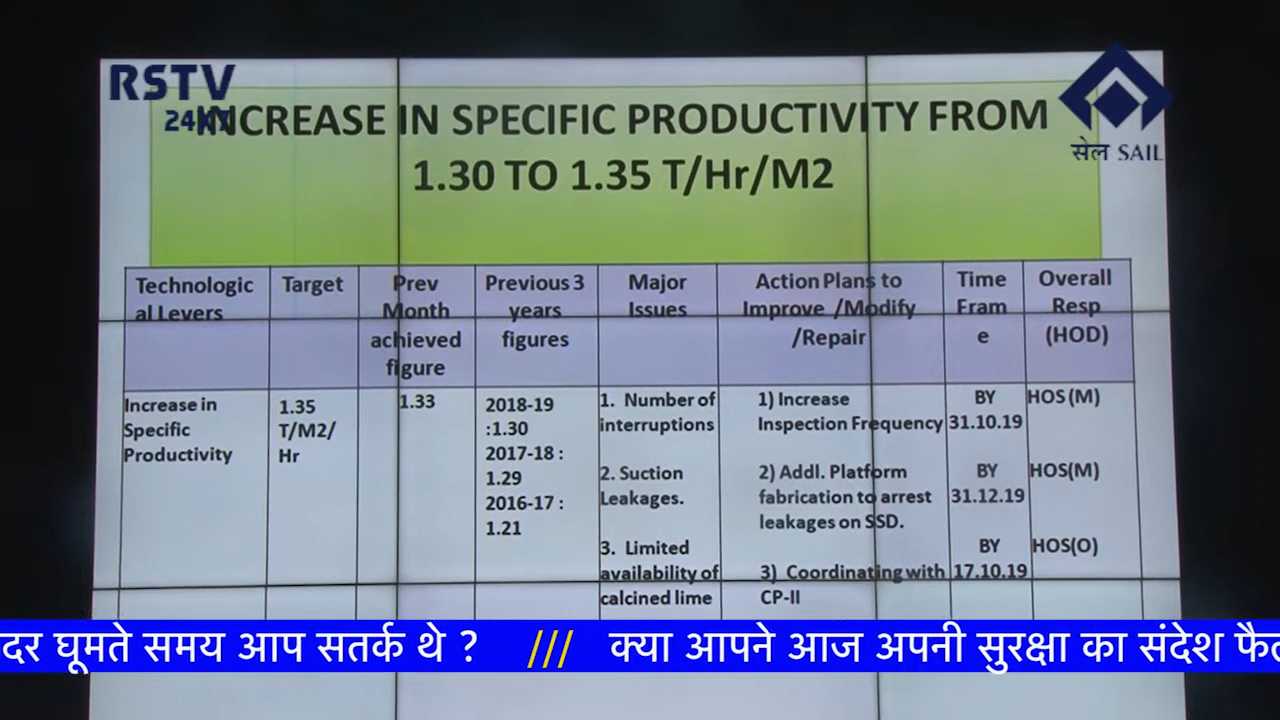 RSTV
24X7
सेल SAIL
INCREASE IN SPECIFIC PRODUCTIVITY FROM
1.30 TO 1.35 T/Hr/M2
Technologic
al Levers
Target
Prev
Month
achieved
figure
Previous 3
years
figures
Major
Issues
Action Plans to
Improve /Modify
/Repair
Time
Fram
e
Overall
Resp
(HOD)
Increase in
Specific
Productivity
1.35
T/M2/
Hr
1.33
2018-19
:1.30
2017-18 :
1.29
2016-17 :
1.21
1. Number of
interruptions
2. Suction
Leakages.
3. Limited
availability of
calcined lime
1) Increase
Inspection Frequency
2) Addl. Platform
fabrication to arrest
leakages on SSD.
3) Coordinating with
CP-II
BY
31.10.19
BY
31.12.19
BY
17.10.19
HOS (M)
HOS(M)
HOS(O)
दर घूमते समय आप सतर्क थे ? /// क्या आपने आज अपनी सुरक्षा का संदेश